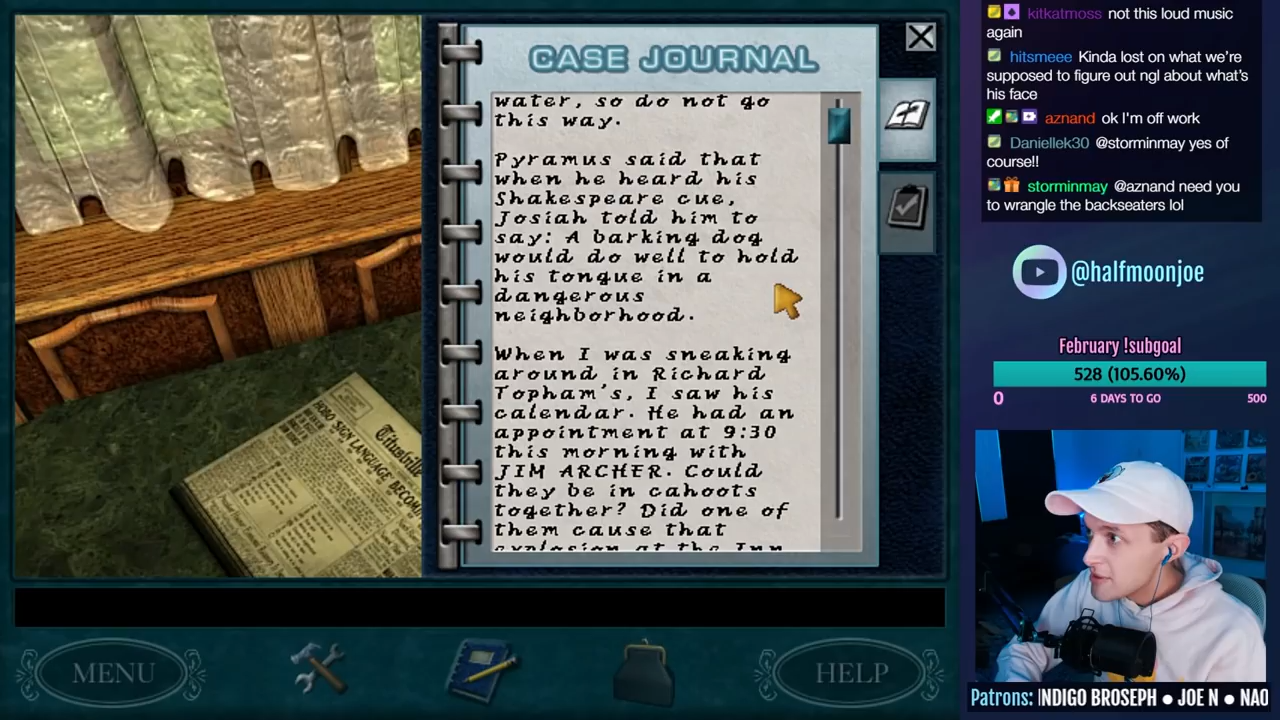 CASE JOURNAL
water, so do not go
this way.
Pyramus said that
when he heard his
Shakespeare cue,
Josiah told him to
say: A barking dog
would do well to hold
his tongue in a
dangerous
neighborhood.
When I was sneaking
around in Richard
Topham's, I saw his
calendar. He had an
appointment at 9:30
this morning with
JIM ARCHER. Could
they be in cahoots
together? Did one of
them cause that
explosion at the Inn
SIGN LANGUAGE
MENU
HELP
kitkatmoss not this loud music
again
hitsmeee Kinda lost on what we're
supposed to figure out ngl about what's
his face
aznand ok I'm off work
Daniellek30 @storminmay yes of
course!!
storminmay @aznand need you
to wrangle the backseaters lol
@halfmoonjoe
February !subgoal
528 (105.60%)
0 6 DAYS TO GO 500
Patrons: INDIGO BROSEPH ● JOE N ● NAO